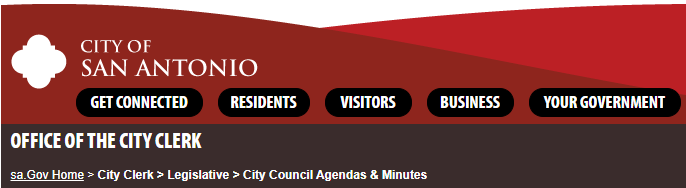 CITY OF
SAN ANTONIO
GET CONNECTED RESIDENTS VISITORS BUSINESS YOUR GOVERNMENT
OFFICE OF THE CITY CLERK
sa.Gov Home > City Clerk > Legislative > City Council Agendas & Minutes